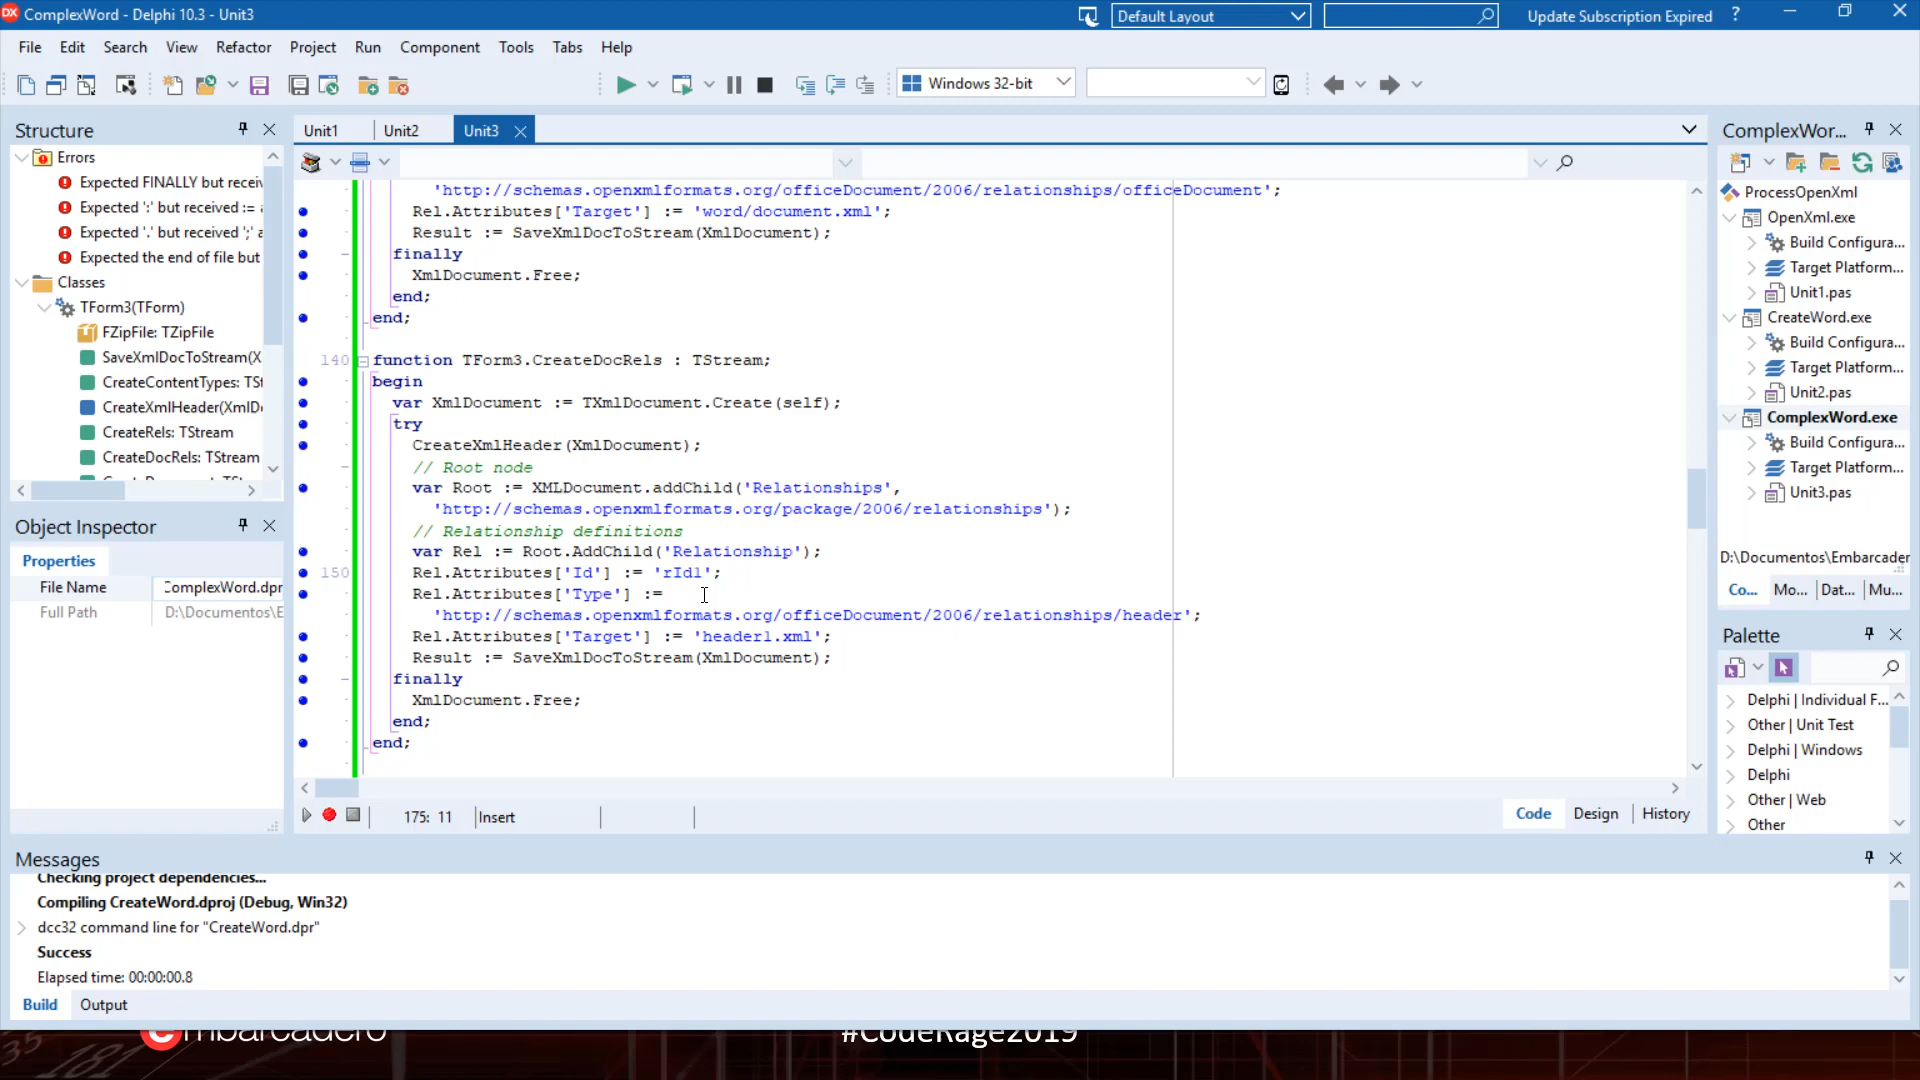 ComplexWord - Delphi 10.3 - Unit3
Default Layout
Update Subscription Expired
?
File Edit Search View Refactor Project Run Component Tools Tabs Help
Windows 32-bit
Structure
Errors
Expected FINALLY but receiv
Expected ':' but received :=
Expected '.' but received ';'
Expected the end of file but
Classes
TForm3(TForm)
FZipFile: TZipFile
SaveXmlDocToStream(X
CreateContentTypes: TSt
CreateXmlHeader(XmlD
CreateRels: TStream
CreateDocRels: TStream
Object Inspector
Properties
File Name ComplexWord.dpr
Full Path D:\Documentos\E
Unit1 Unit2 Unit3
'http://schemas.openxmlformats.org/officeDocument/2006/relationships/officeDocument';
Rel.Attributes['Target'] := 'word/document.xml';
Result := SaveXmlDocToStream(XmlDocument);
finally
XmlDocument.Free;
end;
end;
140 function TForm3.CreateDocRels : TStream;
begin
var XmlDocument := TXmlDocument.Create(self);
try
CreateXmlHeader(XmlDocument);
// Root node
var Root := XMLDocument.addChild('Relationships',
'http://schemas.openxmlformats.org/package/2006/relationships');
// Relationship definitions
var Rel := Root.AddChild('Relationship');
150 Rel.Attributes['Id'] := 'rId1';
Rel.Attributes['Type'] :=
'http://schemas.openxmlformats.org/officeDocument/2006/relationships/header';
Rel.Attributes['Target'] := 'header1.xml';
Result := SaveXmlDocToStream(XmlDocument);
finally
XmlDocument.Free;
end;
end;
175: 11 Insert
Code Design History
ComplexWor...
ProcessOpenXml
OpenXml.exe
Build Configura...
Target Platform...
Unit1.pas
CreateWord.exe
Build Configura...
Target Platform...
Unit2.pas
ComplexWord.exe
Build Configura...
Target Platform...
Unit3.pas
D:\Documentos\Embarcader
Co... Mo... Dat... Mu...
Palette
Delphi | Individual F...
Other | Unit Test
Delphi | Windows
Delphi
Other | Web
Other
Messages
Checking project dependencies...
Compiling CreateWord.dproj (Debug, Win32)
dcc32 command line for "CreateWord.dpr"
Success
Elapsed time: 00:00:00.8
Build Output
embarcadero
#CodeRage2019
35 181